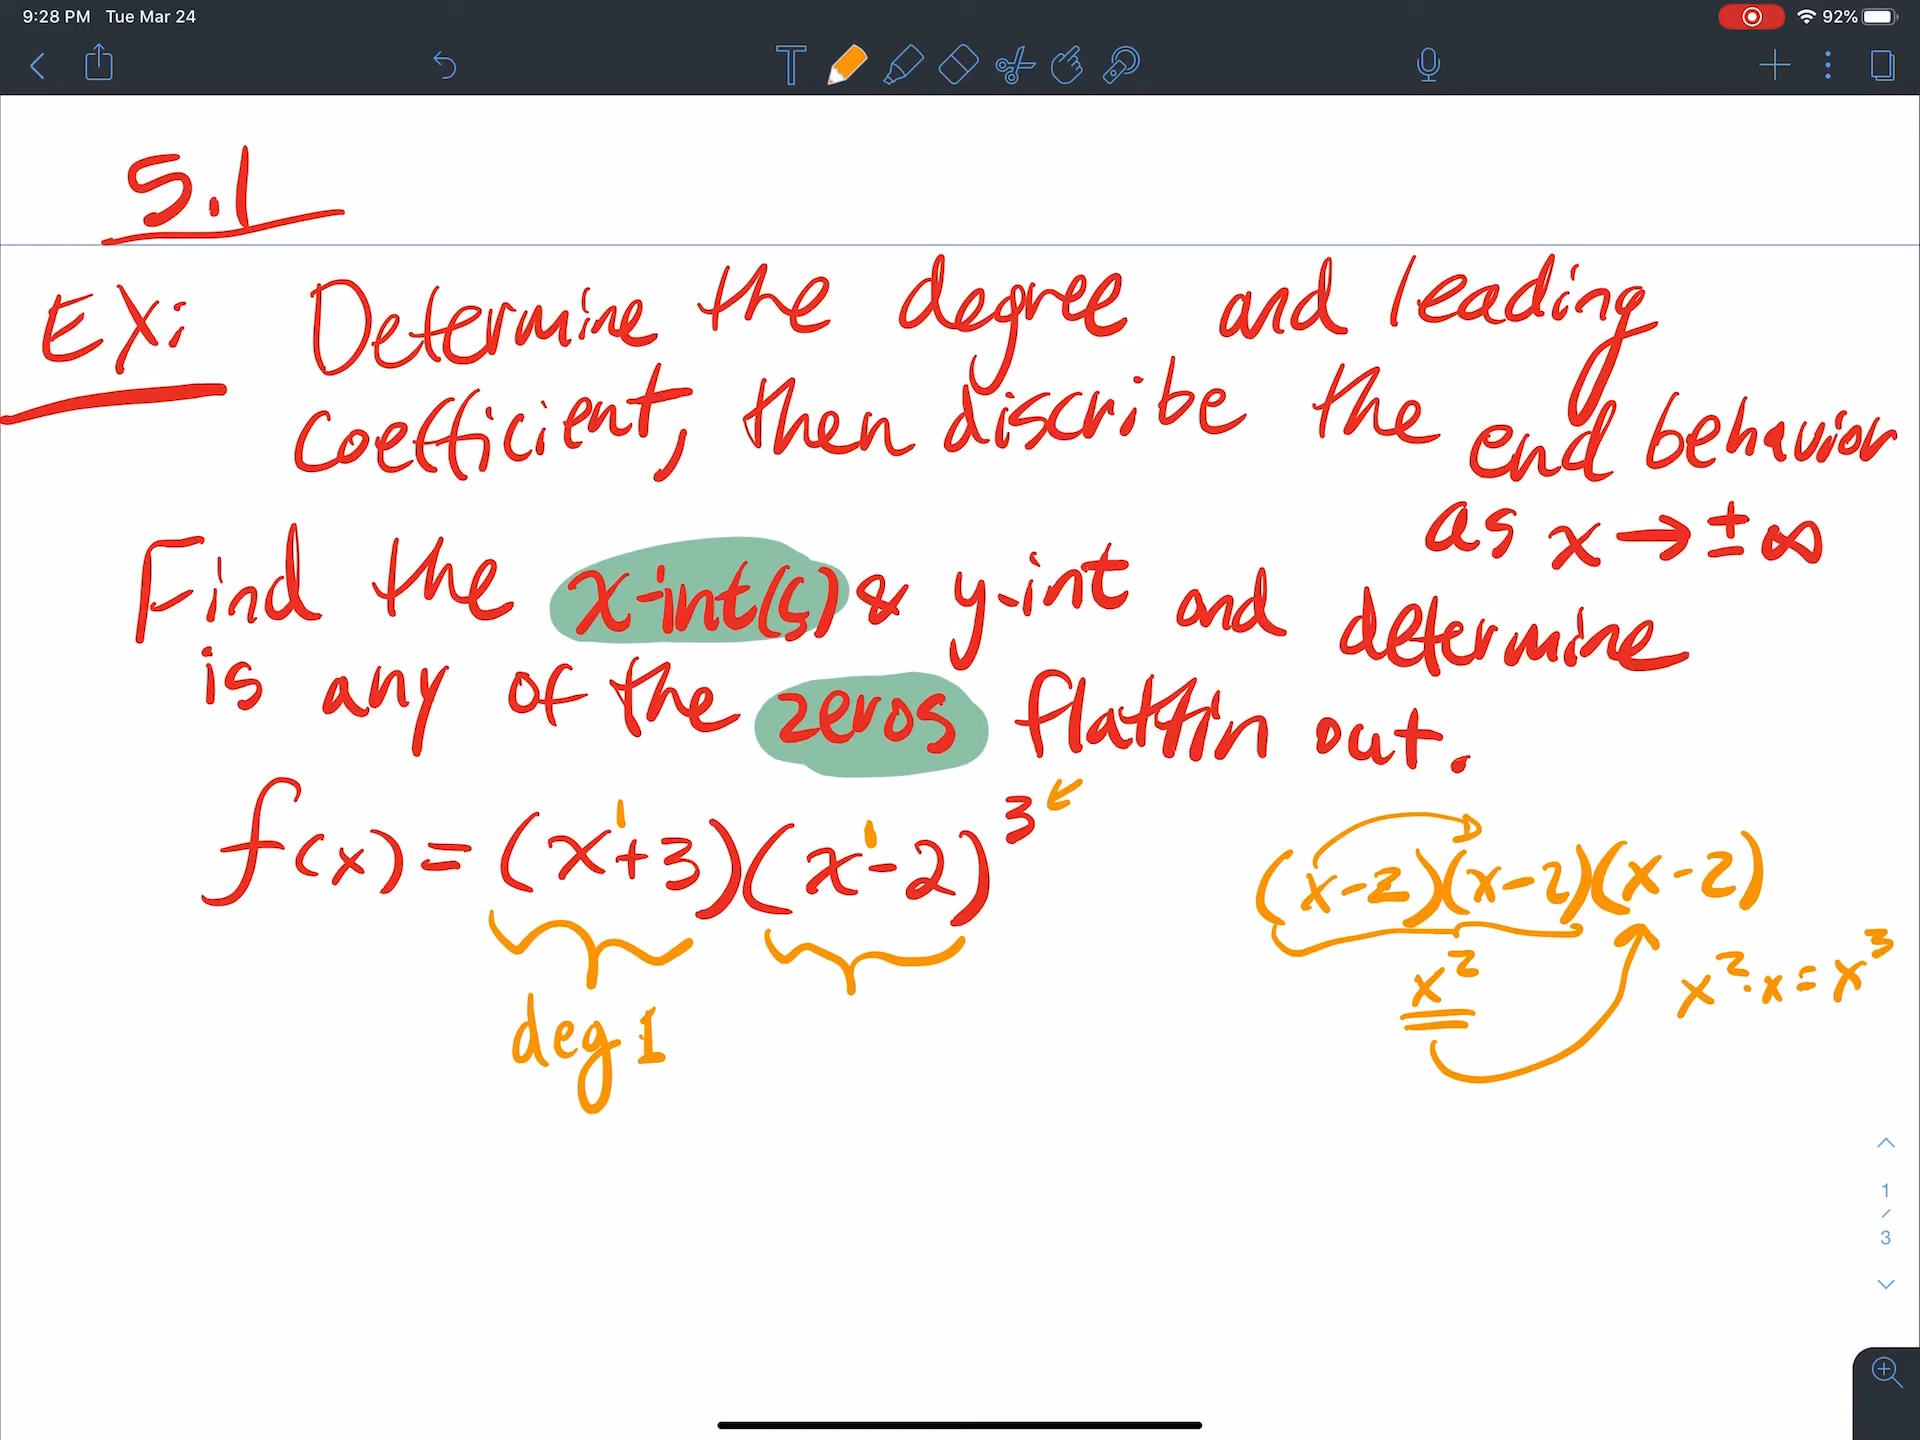 9:28 PM Tue Mar 24
92%
5.1
EX: Determine the degree and leading
coefficient, then discribe the end behavior
as x → ± ∞
Find the x-int(s) & y-int and determine
is any of the zeros flattin out.
f(x) = (x¹+3)(x¹-2)³
(x-2)(x-2)(x-2)
x²
x²·x=x³
deg 1
1
/
3